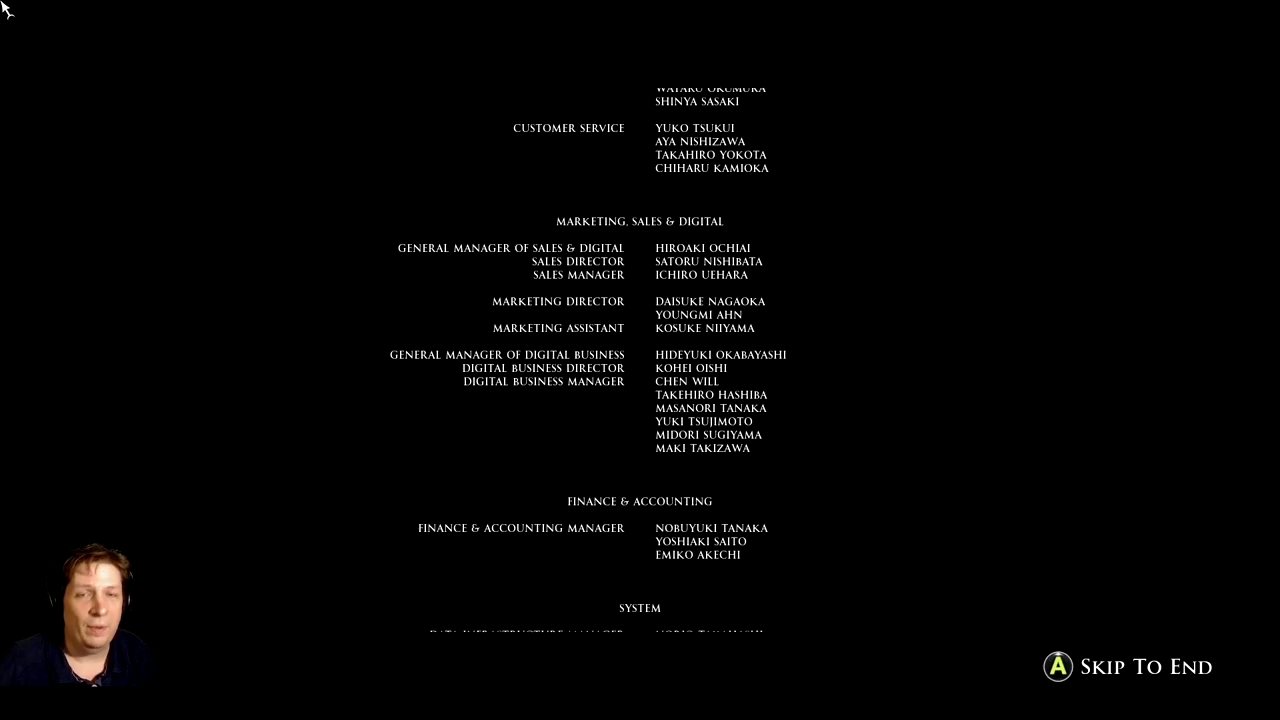 WATARU OKUMURA
SHINYA SASAKI
CUSTOMER SERVICE YUKO TSUKUI
AYA NISHIZAWA
TAKAHIRO YOKOTA
CHIHARU KAMIOKA
MARKETING, SALES & DIGITAL
GENERAL MANAGER OF SALES & DIGITAL HIROAKI OCHIAI
SALES DIRECTOR SATORU NISHIBATA
SALES MANAGER ICHIRO UEHARA
MARKETING DIRECTOR DAISUKE NAGAOKA
YOUNGMI AHN
MARKETING ASSISTANT KOSUKE NIIYAMA
GENERAL MANAGER OF DIGITAL BUSINESS HIDEYUKI OKABAYASHI
DIGITAL BUSINESS DIRECTOR KOHEI OISHI
DIGITAL BUSINESS MANAGER CHEN WILL
TAKEHIRO HASHIBA
MASANORI TANAKA
YUKI TSUJIMOTO
MIDORI SUGIYAMA
MAKI TAKIZAWA
FINANCE & ACCOUNTING
FINANCE & ACCOUNTING MANAGER NOBUYUKI TANAKA
YOSHIAKI SAITO
EMIKO AKECHI
SYSTEM
A SKIP TO END